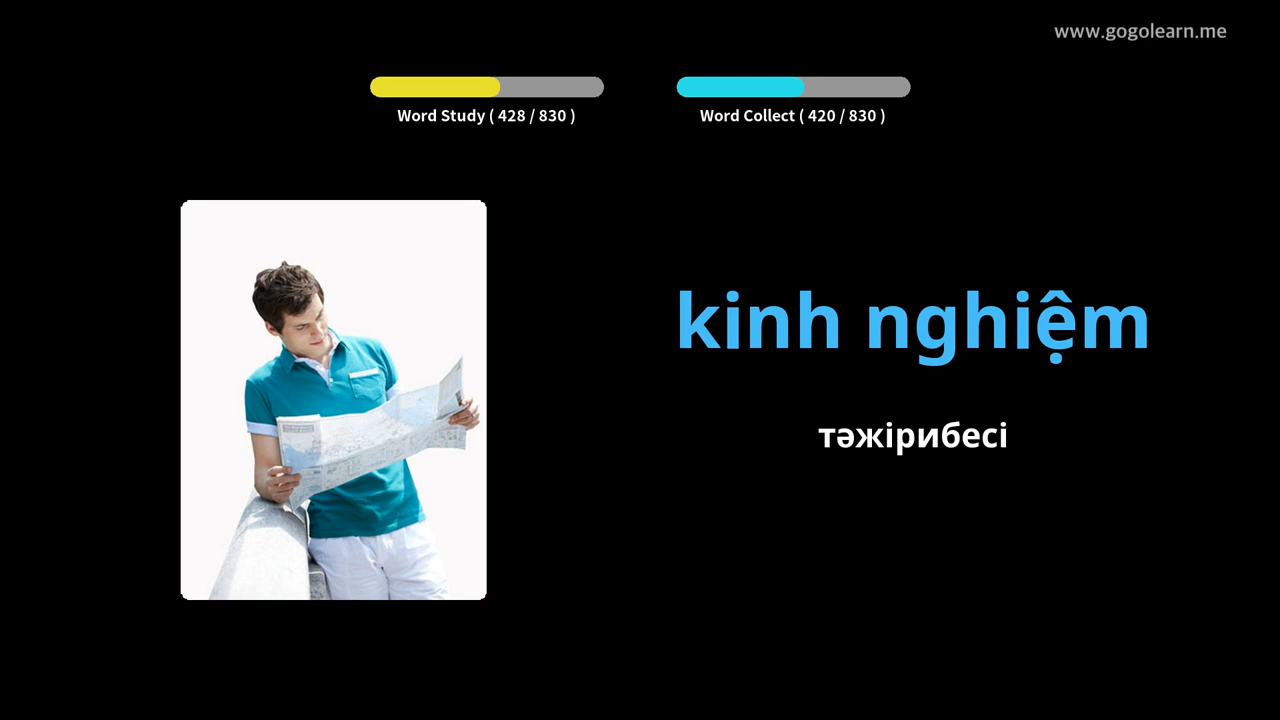 www.gogolearn.me
Word Study ( 428 / 830 )
Word Collect ( 420 / 830 )
kinh nghiệm
тәжірибесі